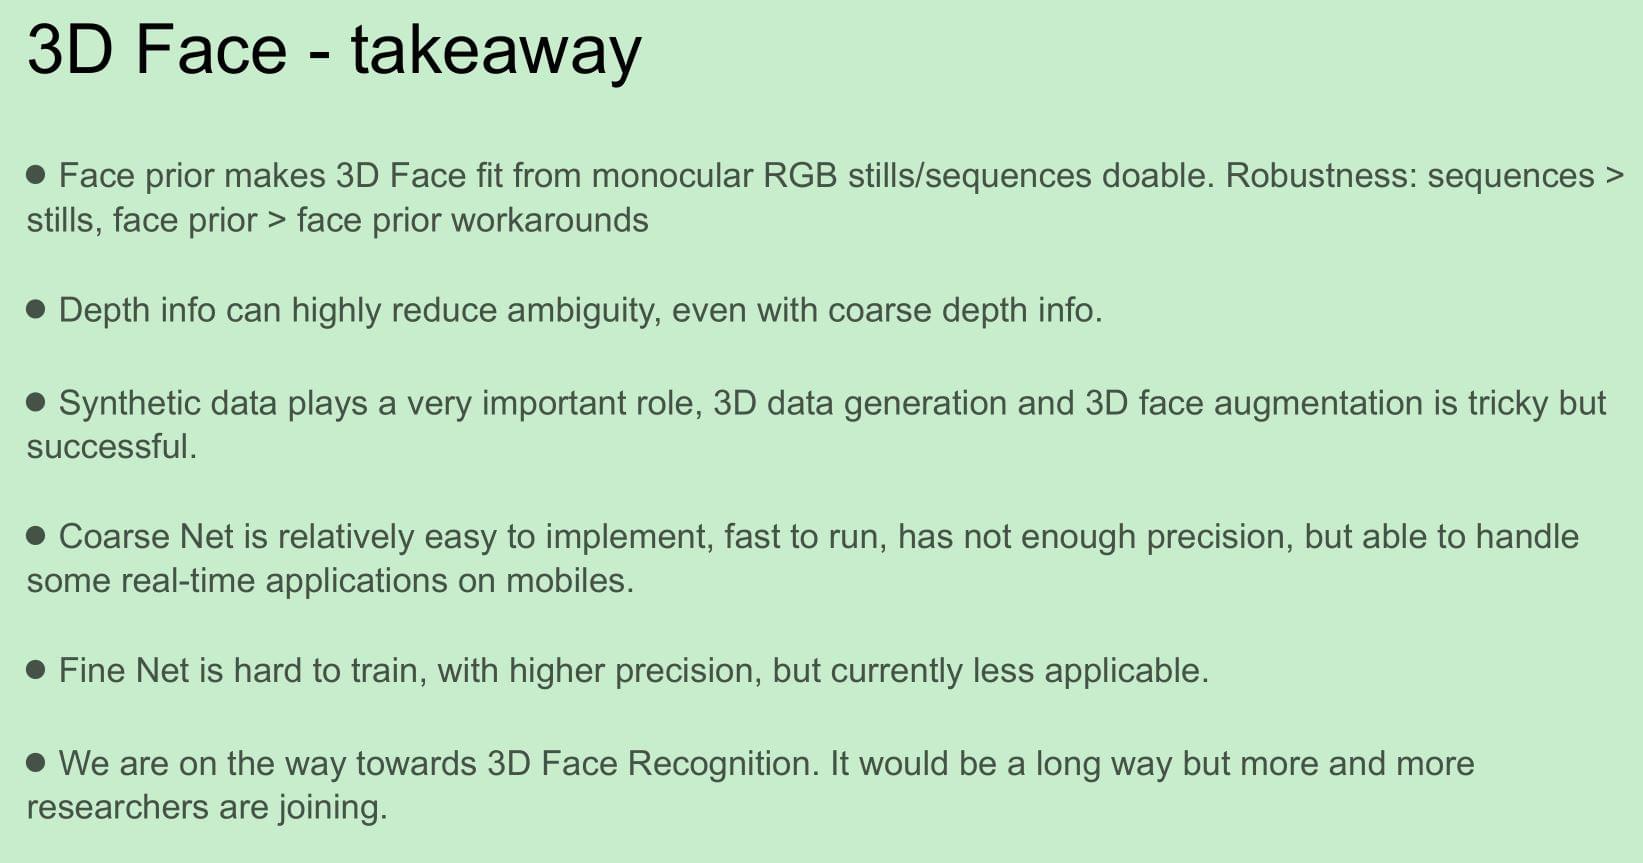 3D Face - takeaway
● Face prior makes 3D Face fit from monocular RGB stills/sequences doable. Robustness: sequences >
stills, face prior > face prior workarounds
● Depth info can highly reduce ambiguity, even with coarse depth info.
● Synthetic data plays a very important role, 3D data generation and 3D face augmentation is tricky but
successful.
● Coarse Net is relatively easy to implement, fast to run, has not enough precision, but able to handle
some real-time applications on mobiles.
● Fine Net is hard to train, with higher precision, but currently less applicable.
● We are on the way towards 3D Face Recognition. It would be a long way but more and more
researchers are joining.